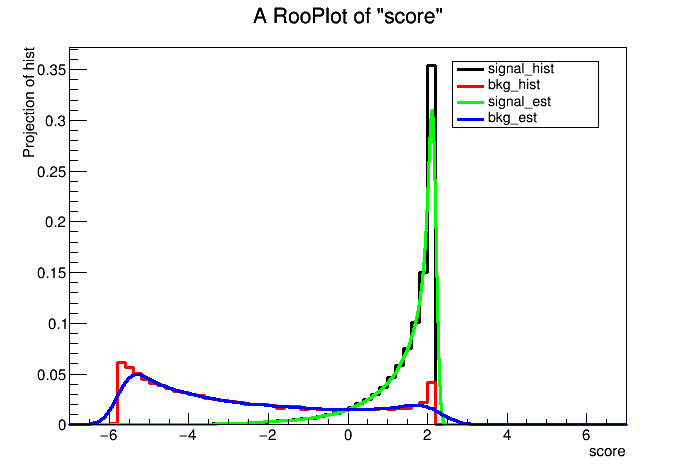 A RooPlot of "score"
Projection of hist
signal_hist
bkg_hist
signal_est
bkg_est
0.35
0.3
0.25
0.2
0.15
0.1
0.05
0
−6 −4 −2 0 2 4 6
score